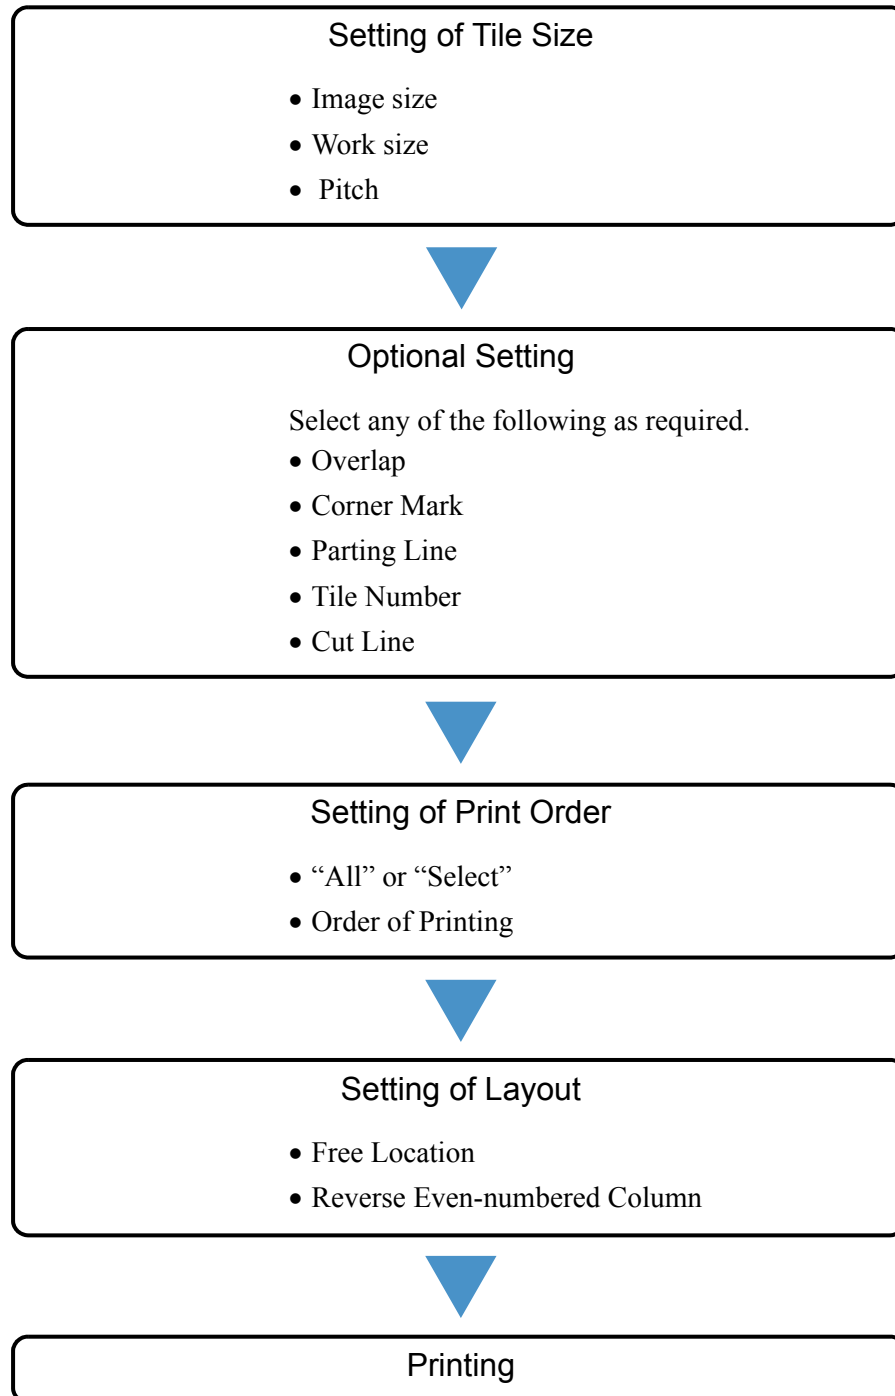 Setting of Tile Size
• Image size
• Work size
• Pitch
Optional Setting
Select any of the following as required.
• Overlap
• Corner Mark
• Parting Line
• Tile Number
• Cut Line
Setting of Print Order
• “All” or “Select”
• Order of Printing
Setting of Layout
• Free Location
• Reverse Even-numbered Column
Printing